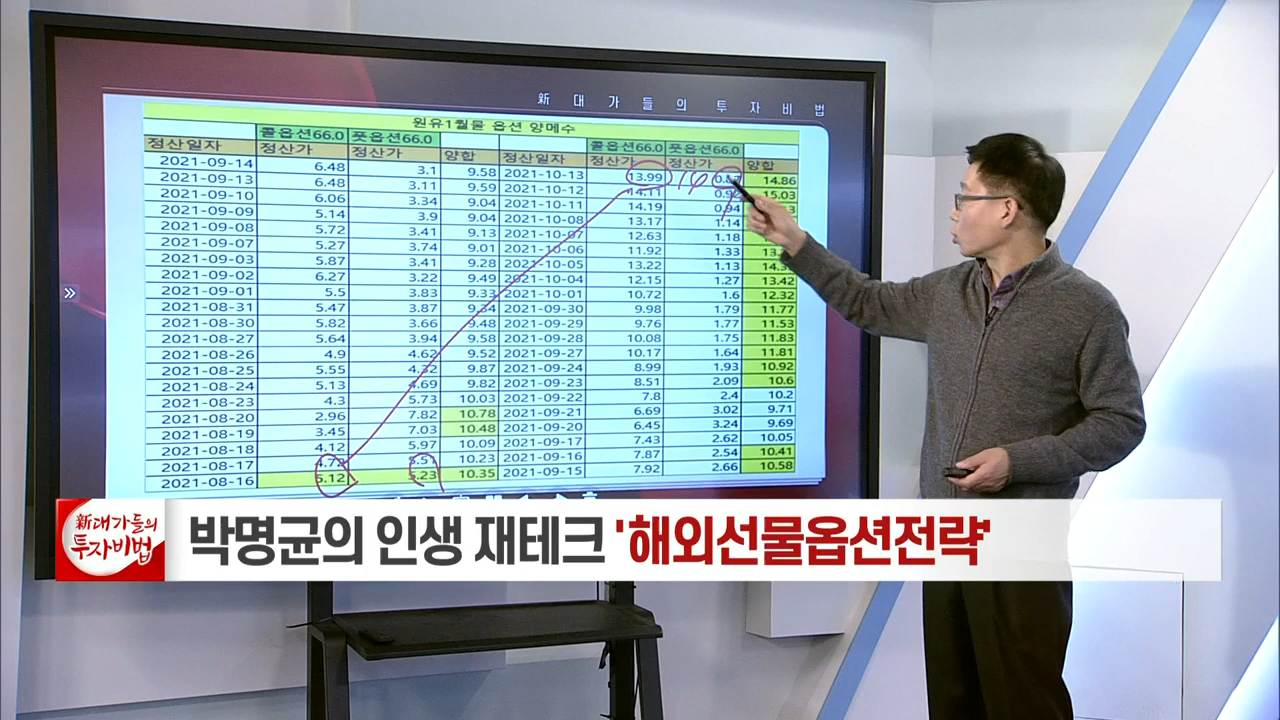 新 대 가 들 의 투 자 비 법
원유1월물 옵션 양매수
콜옵션66.0 풋옵션66.0 콜옵션66.0 풋옵션66.0
정산일자 정산가 정산가 양합 정산일자 정산가 정산가 양합
2021-09-14 6.48 3.1 9.58 2021-10-13 13.99 14 14.86
2021-09-13 6.48 3.11 9.59 2021-10-12 14.11 15.03
2021-09-10 6.06 3.34 9.04 2021-10-11 14.19 0.94
2021-09-09 5.14 3.9 9.04 2021-10-08 13.17 1.14
2021-09-08 5.72 3.41 9.13 2021-10-07 12.63 1.18
2021-09-07 5.27 3.74 9.01 2021-10-06 11.92 1.33
2021-09-03 5.87 3.41 9.28 2021-10-05 13.22 1.13
2021-09-02 6.27 3.22 9.49 2021-10-04 12.15 1.27 13.42
2021-09-01 5.5 3.83 9.33 2021-10-01 10.72 1.6 12.32
2021-08-31 5.47 3.87 9.34 2021-09-30 9.98 1.79 11.77
2021-08-30 5.82 3.66 9.48 2021-09-29 9.76 1.77 11.53
2021-08-27 5.64 3.94 9.58 2021-09-28 10.08 1.75 11.83
2021-08-26 4.9 4.62 9.52 2021-09-27 10.17 1.64 11.81
2021-08-25 5.55 4.32 9.87 2021-09-24 8.99 1.93 10.92
2021-08-24 5.13 4.69 9.82 2021-09-23 8.51 2.09 10.6
2021-08-23 4.3 5.73 10.03 2021-09-22 7.8 2.4 10.2
2021-08-20 2.96 7.82 10.78 2021-09-21 6.69 3.02 9.71
2021-08-19 3.45 7.03 10.48 2021-09-20 6.45 3.24 9.69
2021-08-18 4.12 5.97 10.09 2021-09-17 7.43 2.62 10.05
2021-08-17 4.72 5.51 10.23 2021-09-16 7.87 2.54 10.41
2021-08-16 5.12 5.23 10.35 2021-09-15 7.92 2.66 10.58
新대가들의
투자비법
박명균의 인생 재테크 '해외선물옵션전략'